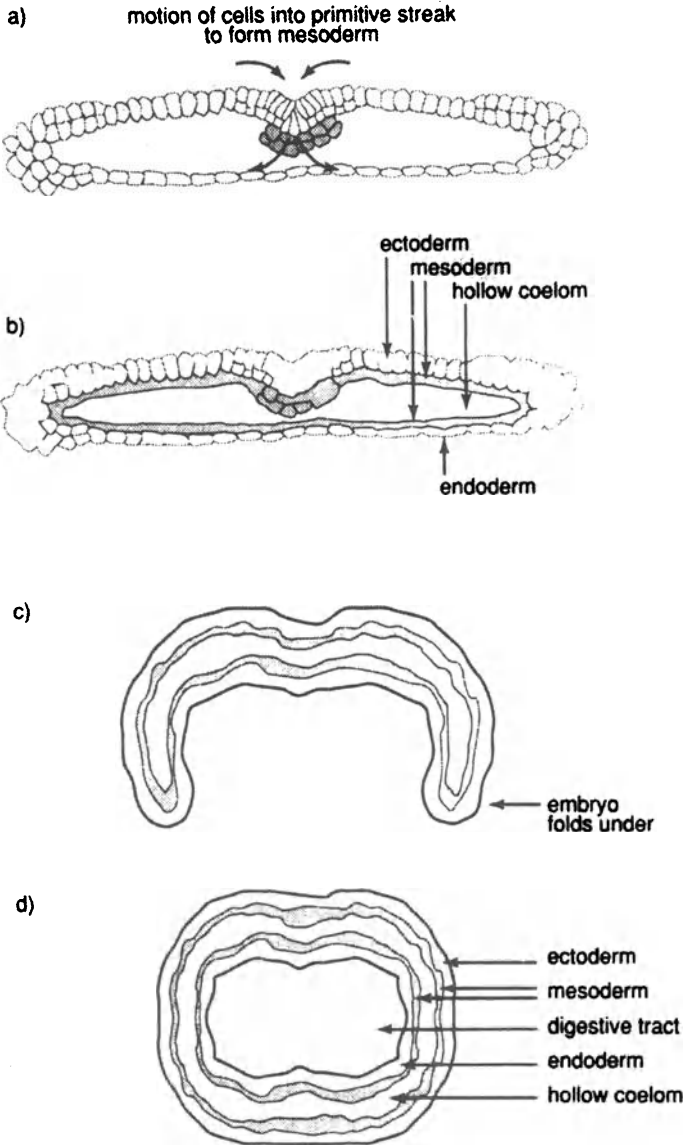 a)
motion of cells into primitive streak
to form mesoderm
ectoderm
mesoderm
hollow coelom
b)
endoderm
c)
embryo
folds under
d)
ectoderm
mesoderm
digestive tract
endoderm
hollow coelom